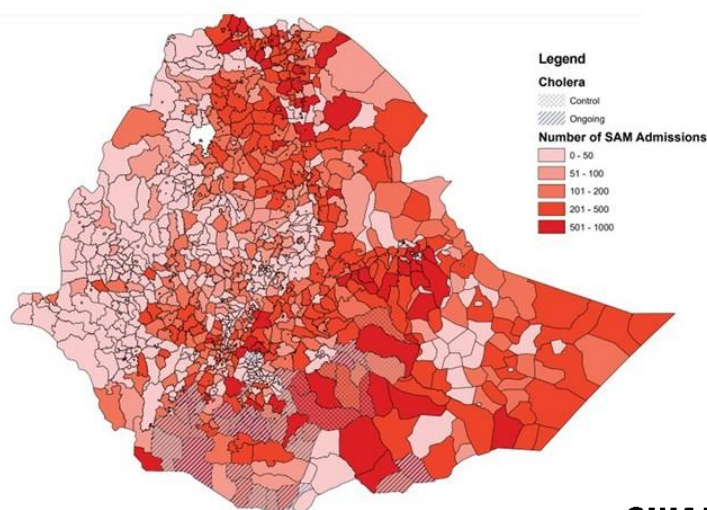 Legend
Cholera
Control
Ongoing
Number of SAM Admissions
0 - 50
51 - 100
101 - 200
201 - 500
501 - 1000